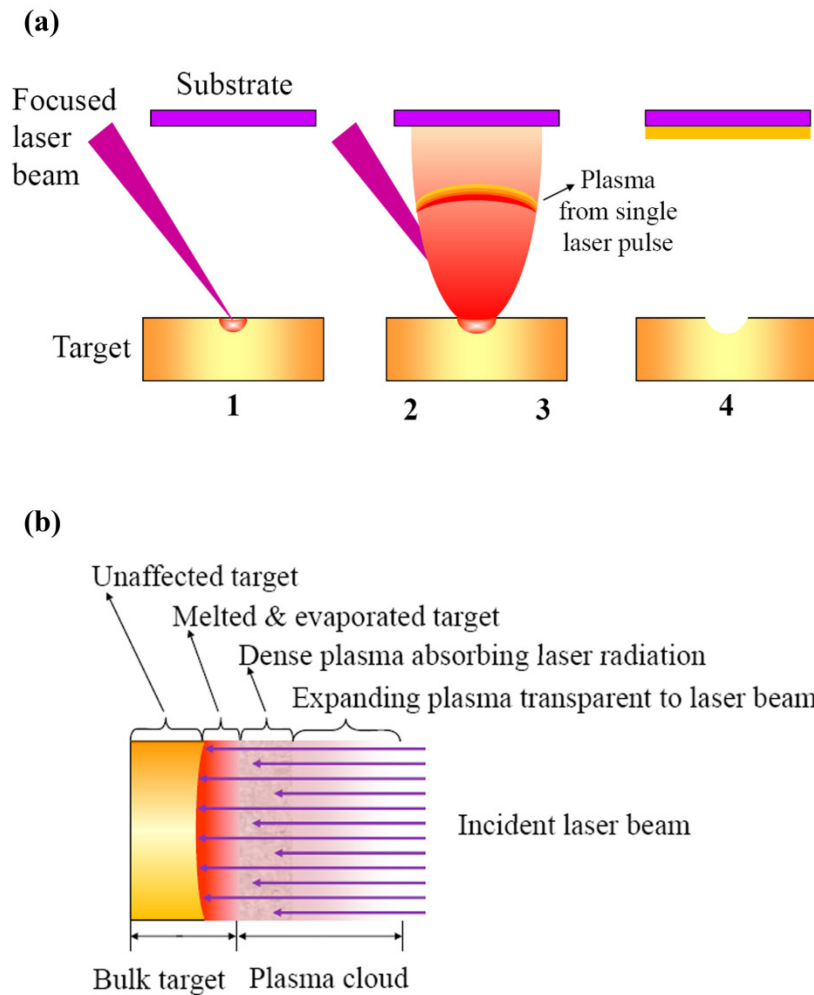 (a)
Substrate
Focused
laser
beam
Plasma
from single
laser pulse
Target
1
2
3
4
(b)
Unaffected target
Melted & evaporated target
Dense plasma absorbing laser radiation
Expanding plasma transparent to laser beam
Incident laser beam
Bulk target
Plasma cloud